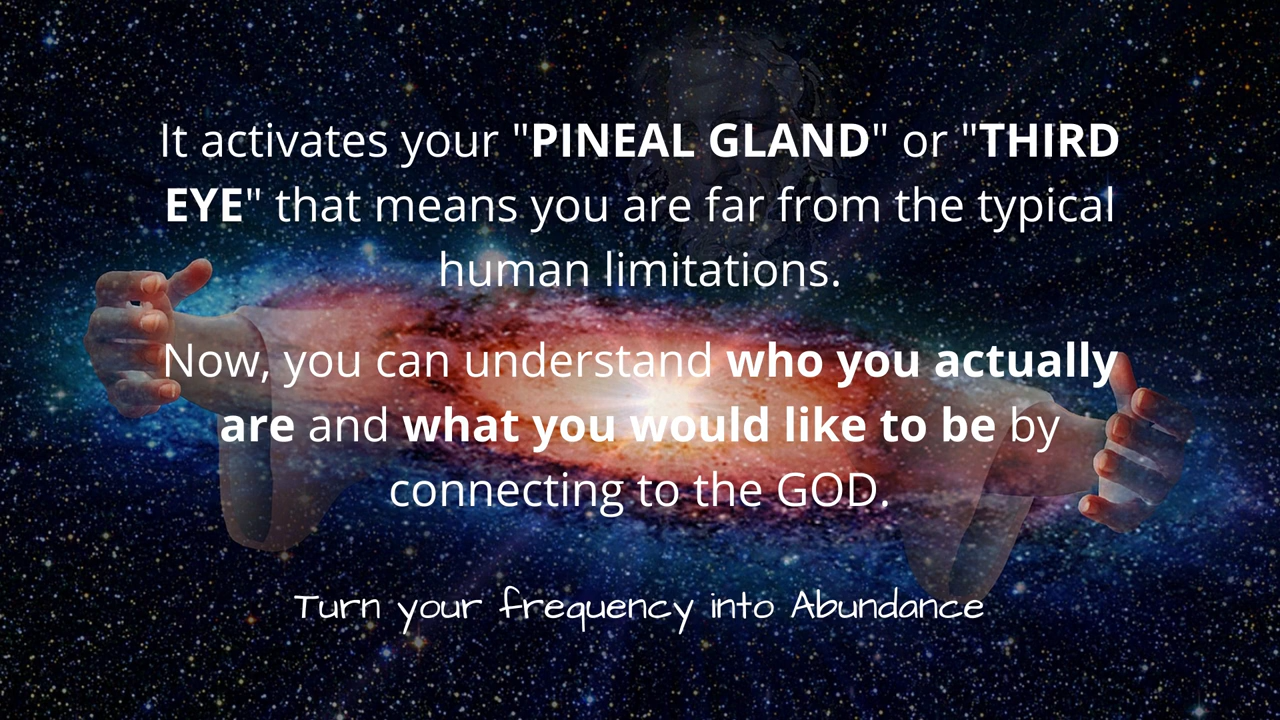 It activates your "PINEAL GLAND" or "THIRD
EYE" that means you are far from the typical
human limitations.
Now, you can understand who you actually
are and what you would like to be by
connecting to the GOD.
Turn your frequency into Abundance